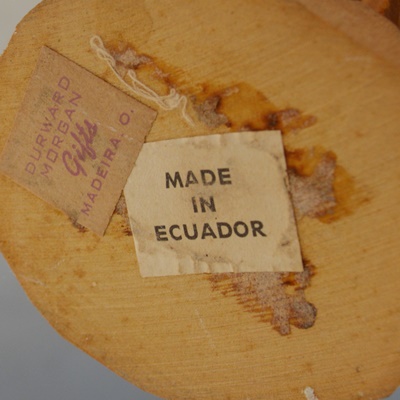 DURWARD
MORGAN
Gifts
MADEIRA, O.
MADE
IN
ECUADOR